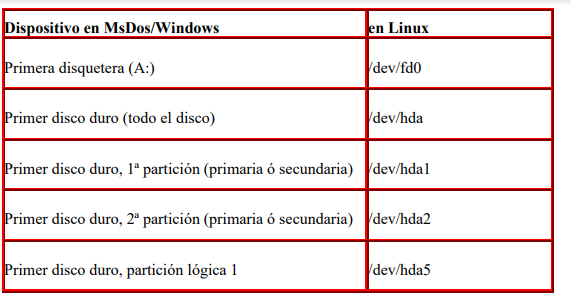 Dispositivo en MsDos/Windows en Linux
Primera disquetera (A:) /dev/fd0
Primer disco duro (todo el disco) /dev/hda
Primer disco duro, 1ª partición (primaria ó secundaria) /dev/hda1
Primer disco duro, 2ª partición (primaria ó secundaria) /dev/hda2
Primer disco duro, partición lógica 1 /dev/hda5